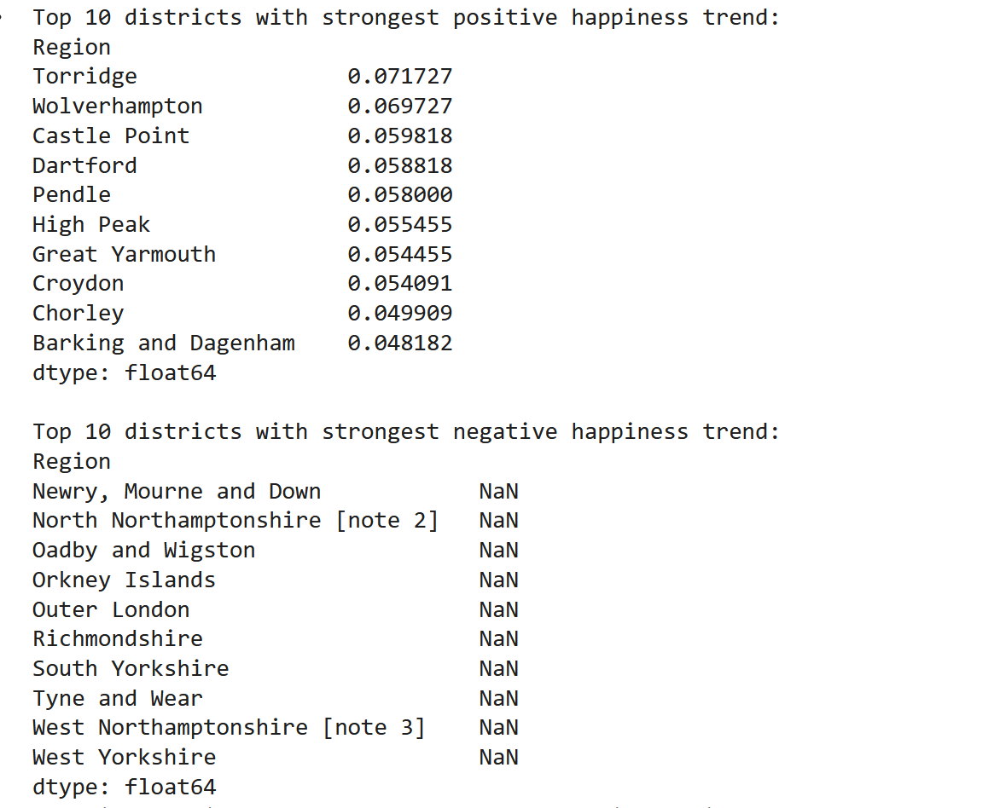 Top 10 districts with strongest positive happiness trend:
Region
Torridge 0.071727
Wolverhampton 0.069727
Castle Point 0.059818
Dartford 0.058818
Pendle 0.058000
High Peak 0.055455
Great Yarmouth 0.054455
Croydon 0.054091
Chorley 0.049909
Barking and Dagenham 0.048182
dtype: float64
Top 10 districts with strongest negative happiness trend:
Region
Newry, Mourne and Down NaN
North Northamptonshire [note 2] NaN
Oadby and Wigston NaN
Orkney Islands NaN
Outer London NaN
Richmondshire NaN
South Yorkshire NaN
Tyne and Wear NaN
West Northamptonshire [note 3] NaN
West Yorkshire NaN
dtype: float64